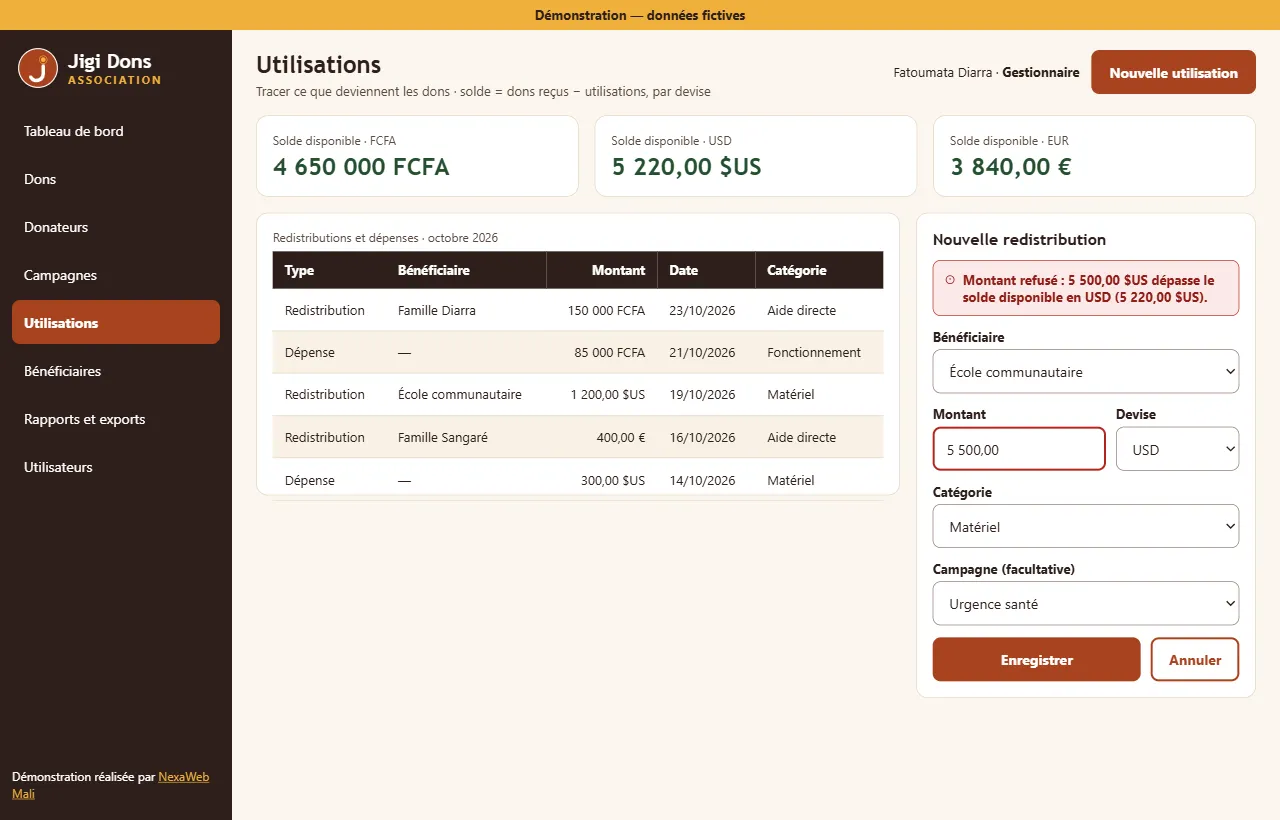 Démonstration — données fictives
Jigi Dons
ASSOCIATION
Tableau de bord
Dons
Donateurs
Campagnes
Utilisations
Bénéficiaires
Rapports et exports
Utilisateurs
Démonstration réalisée par NexaWeb
Mali
Utilisations
Tracer ce que deviennent les dons · solde = dons reçus − utilisations, par devise
Fatoumata Diarra · Gestionnaire
Nouvelle utilisation
Solde disponible · FCFA
4 650 000 FCFA
Solde disponible · USD
5 220,00 $US
Solde disponible · EUR
3 840,00 €
Redistributions et dépenses · octobre 2026
Type Bénéficiaire Montant Date Catégorie
Redistribution Famille Diarra 150 000 FCFA 23/10/2026 Aide directe
Dépense — 85 000 FCFA 21/10/2026 Fonctionnement
Redistribution École communautaire 1 200,00 $US 19/10/2026 Matériel
Redistribution Famille Sangaré 400,00 € 16/10/2026 Aide directe
Dépense — 300,00 $US 14/10/2026 Matériel
Nouvelle redistribution
Montant refusé : 5 500,00 $US dépasse le
solde disponible en USD (5 220,00 $US).
Bénéficiaire
École communautaire
Montant Devise
5 500,00 USD
Catégorie
Matériel
Campagne (facultative)
Urgence santé
Enregistrer Annuler